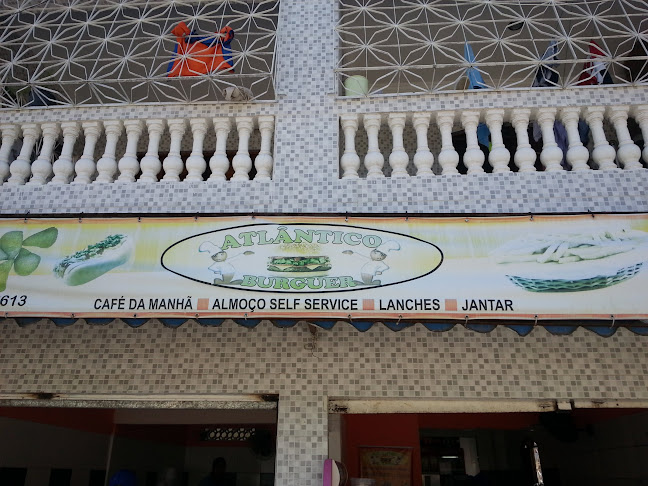 ATLÂNTICO
BURGUER
613
CAFÉ DA MANHÃ ALMOÇO SELF SERVICE LANCHES JANTAR